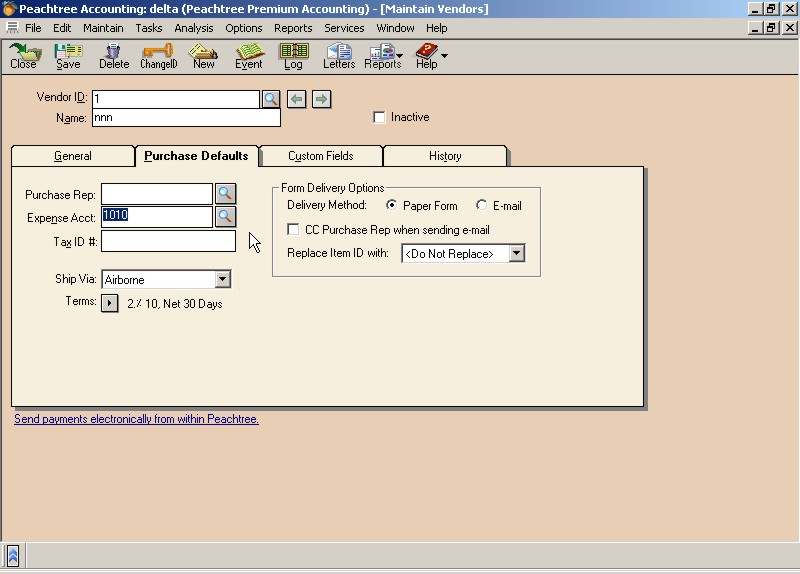 Peachtree Accounting: delta (Peachtree Premium Accounting) - [Maintain Vendors]
File Edit Maintain Tasks Analysis Options Reports Services Window Help
Close Save Delete ChangeID New Event Log Letters Reports Help
Vendor ID: 1
Name: nnn
Inactive
General Purchase Defaults Custom Fields History
Purchase Rep:
Expense Acct: 1010
Tax ID #:
Ship Via: Airborne
Terms: 2.% 10, Net 30 Days
Form Delivery Options
Delivery Method: Paper Form E-mail
CC Purchase Rep when sending e-mail
Replace Item ID with: <Do Not Replace>
Send payments electronically from within Peachtree.